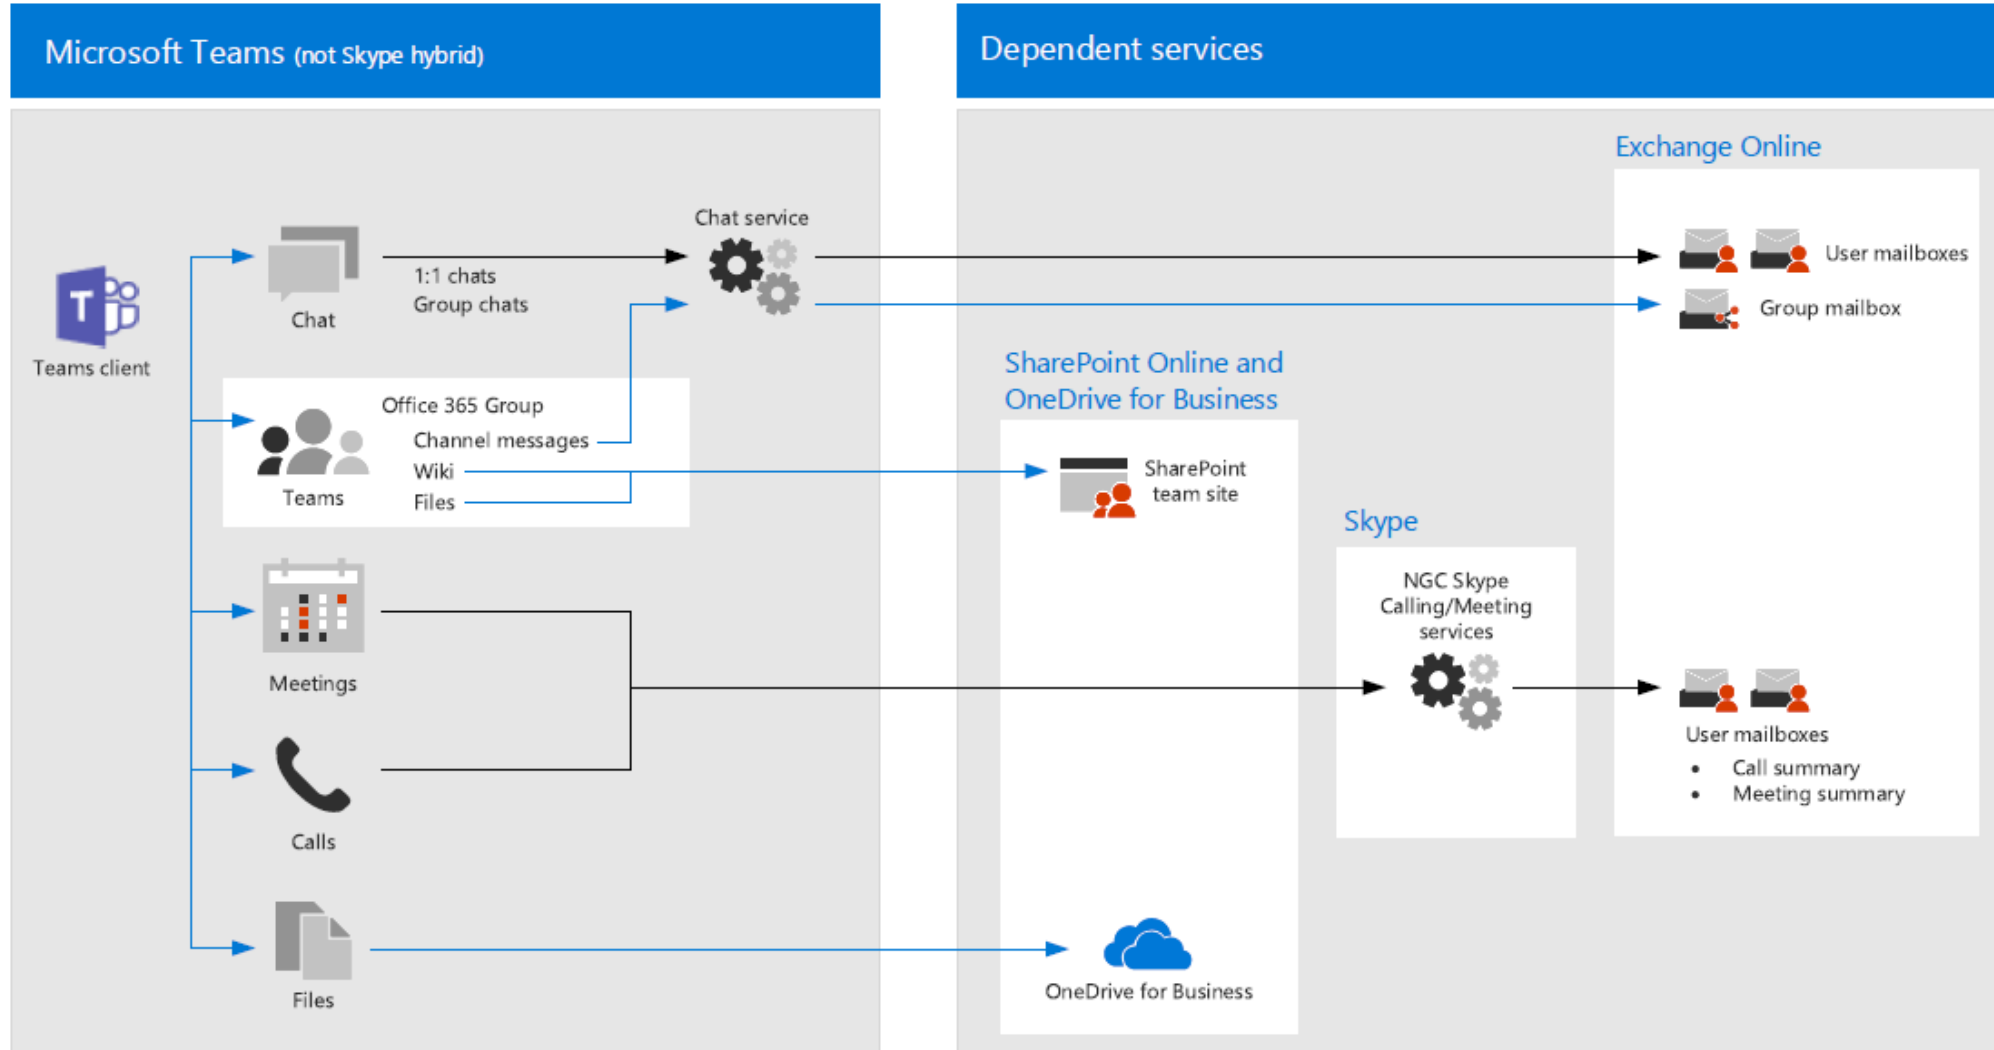 Microsoft Teams (not Skype hybrid)
Dependent services
Exchange Online
Chat service
User mailboxes
T
1:1 chats
Group chats
Chat
Group mailbox
Teams client
SharePoint Online and
OneDrive for Business
Office 365 Group
Channel messages
Wiki
Files
Teams
SharePoint
team site
Skype
NGC Skype
Calling/Meeting
services
Meetings
User mailboxes
• Call summary
• Meeting summary
Calls
Files
OneDrive for Business